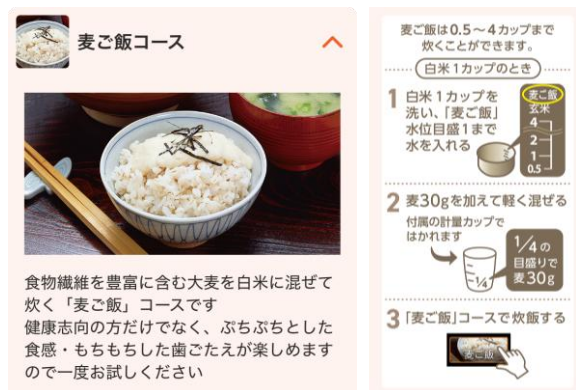 麦ご飯コース
食物繊維を豊富に含む大麦を白米に混ぜて
炊く「麦ご飯」コースです
健康志向の方だけでなく、ぷちぷちとした
食感・もちもちした歯ごたえが楽しめます
ので一度お試しください
麦ご飯は0.5～4カップまで
炊くことができます。
白米1カップのとき
1 白米1カップを
洗い、「麦ご飯」
水位目盛1まで
水を入れる
麦ご飯
玄米
4
2
1
0.5
2 麦30gを加えて軽く混ぜる
付属の計量カップで
はかれます
1/4
1/4の
目盛りで
麦30g
3 「麦ご飯」コースで炊飯する
麦ご飯